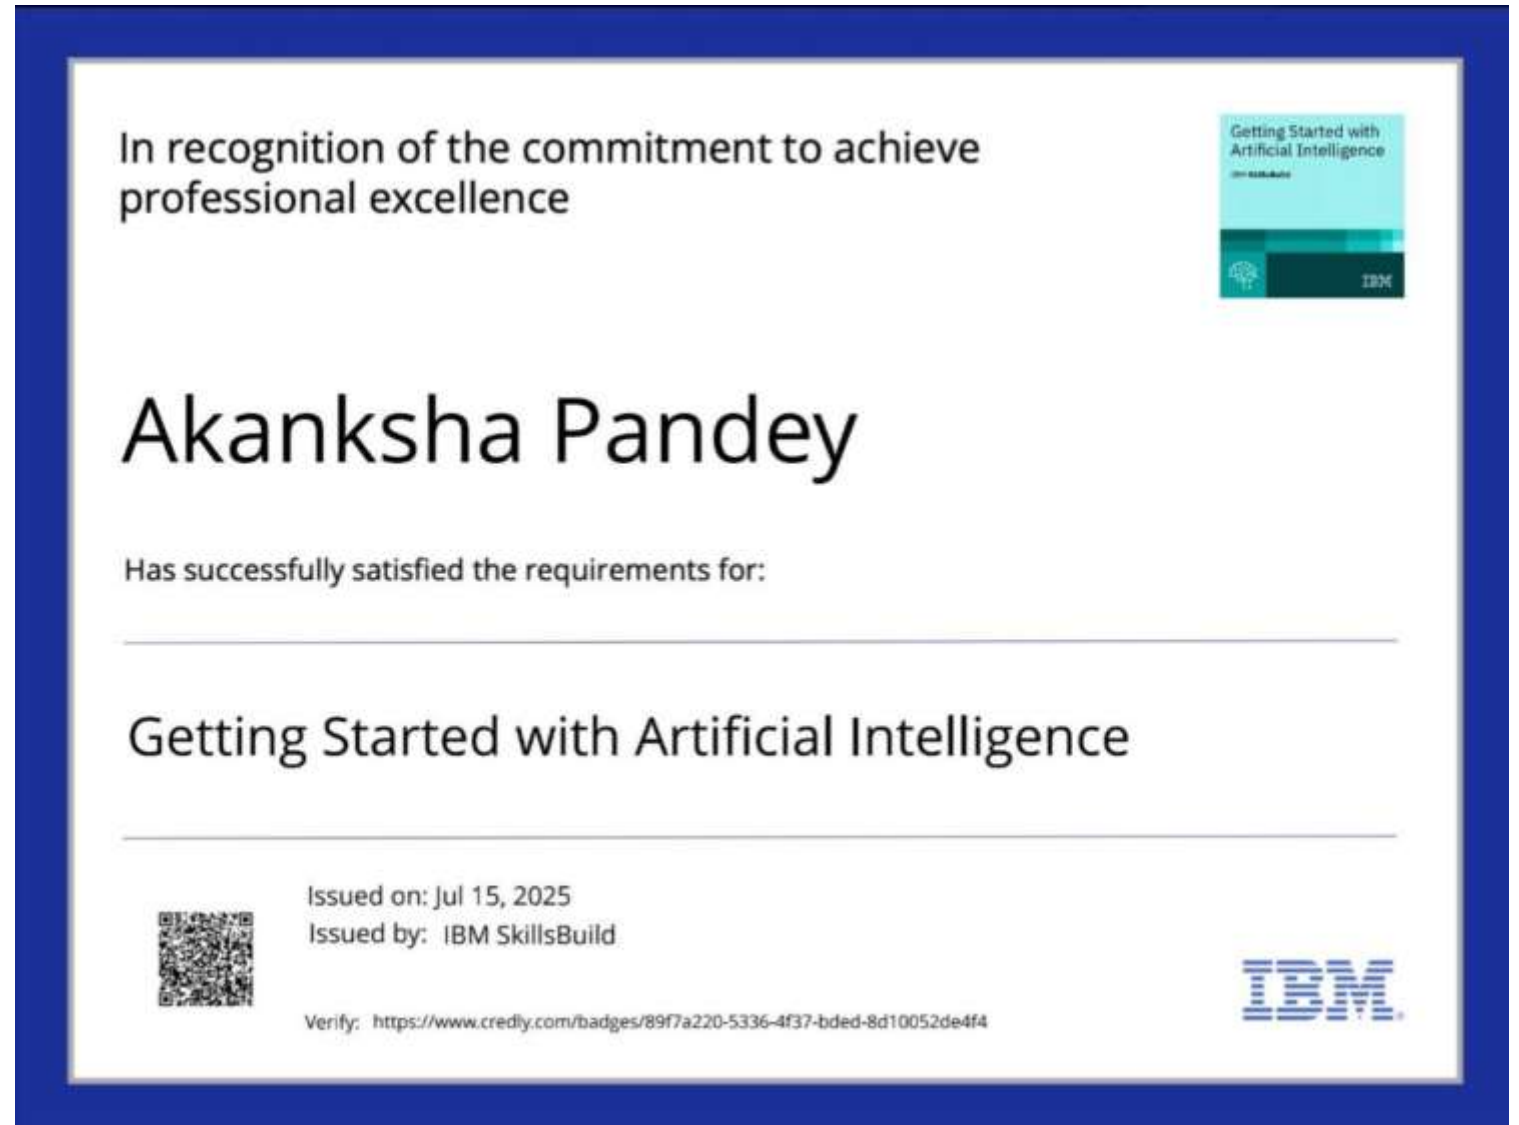 In recognition of the commitment to achieve
professional excellence
Getting Started with
Artificial Intelligence
IBM SkillsBuild
IBM
Akanksha Pandey
Has successfully satisfied the requirements for:
Getting Started with Artificial Intelligence
Issued on: Jul 15, 2025
Issued by: IBM SkillsBuild
Verify: https://www.credly.com/badges/89f7a220-5336-4f37-bded-8d10052de4f4
IBM